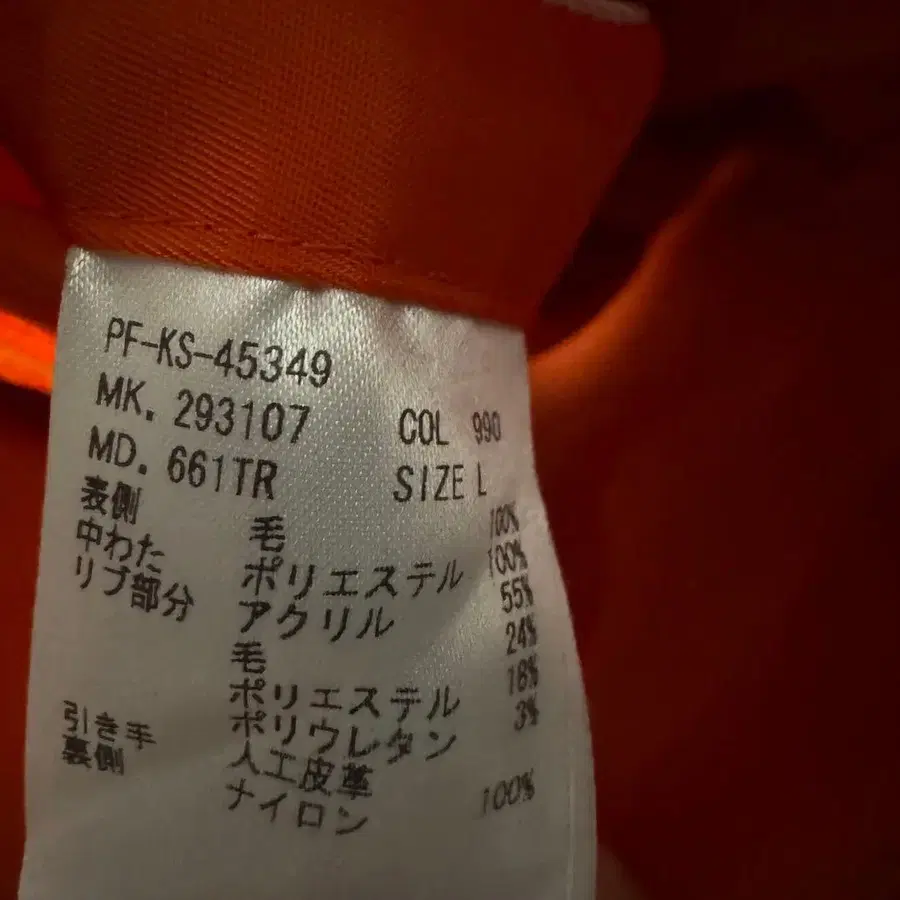 PF-KS-45349
MK. 293107 COL 990
MD. 661TR SIZE L
表側 毛 100%
中わた ポリエステル 100%
リブ部分 アクリル 55%
毛 24%
ポリエステル 18%
ポリウレタン 3%
引き手 人工皮革
裏側 ナイロン 100%